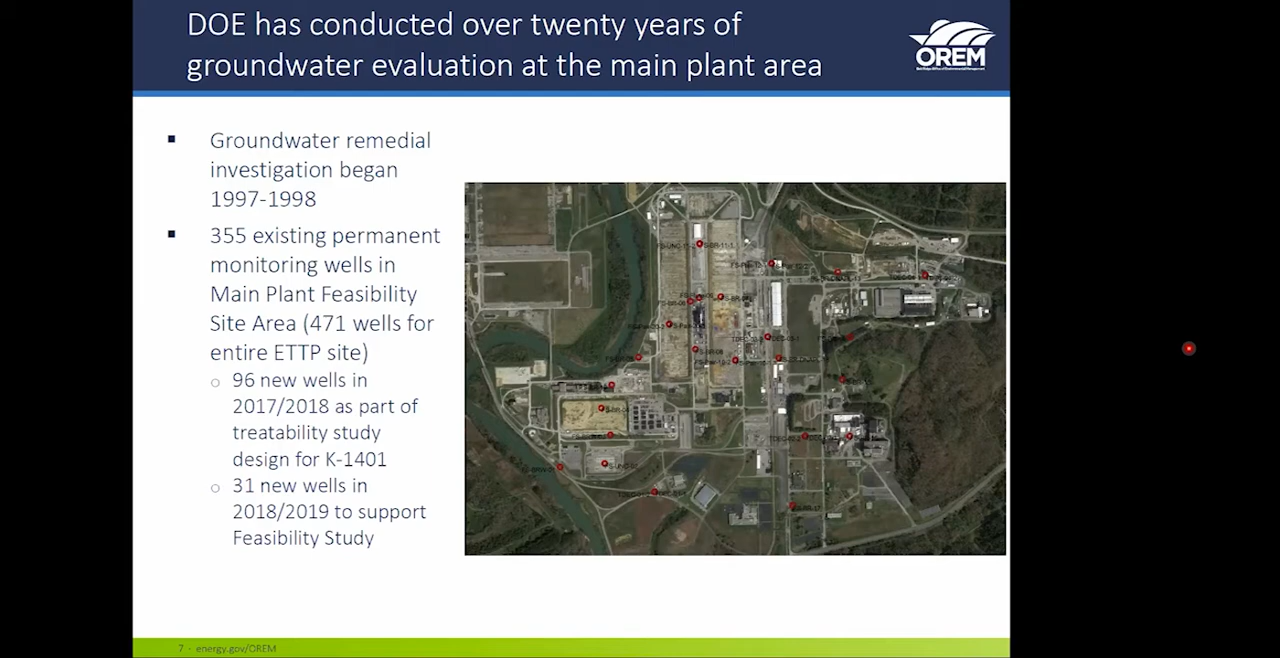 DOE has conducted over twenty years of
groundwater evaluation at the main plant area
OREM
Groundwater remedial
investigation began
1997-1998
355 existing permanent
monitoring wells in
Main Plant Feasibility
Site Area (471 wells for
entire ETTP site)
96 new wells in
2017/2018 as part of
treatability study
design for K-1401
31 new wells in
2018/2019 to support
Feasibility Study
7 · energy.gov/OREM